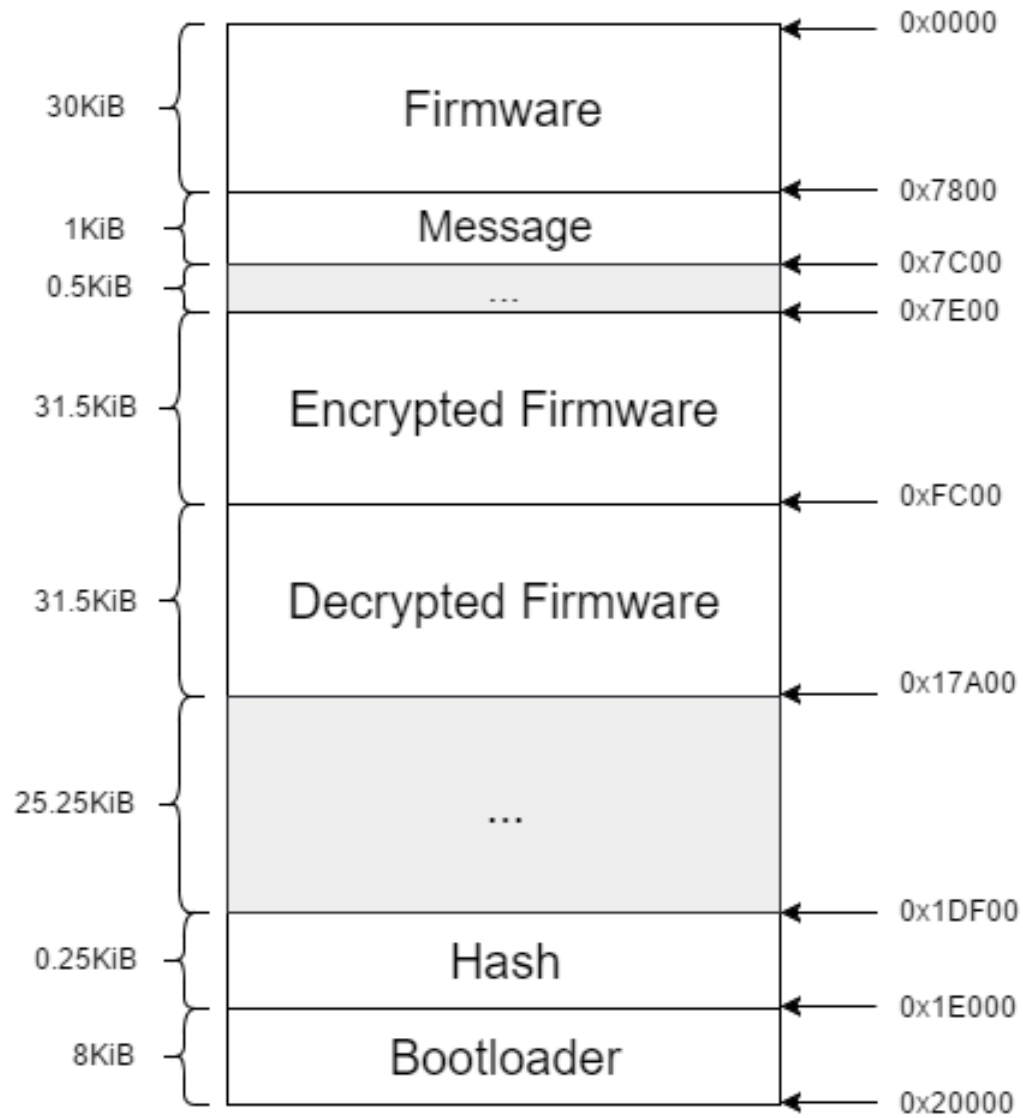 0x0000
30KiB
Firmware
0x7800
1KiB
Message
0x7C00
0.5KiB
...
0x7E00
31.5KiB
Encrypted Firmware
0xFC00
31.5KiB
Decrypted Firmware
0x17A00
25.25KiB
...
0x1DF00
0.25KiB
Hash
0x1E000
8KiB
Bootloader
0x20000